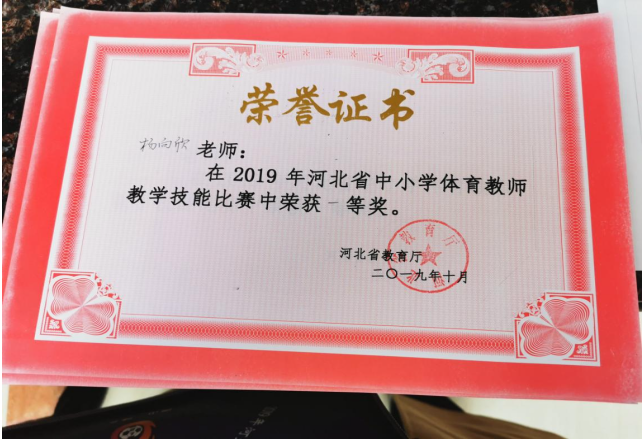 荣誉证书
杨向欣 老师：
在 2019 年河北省中小学体育教师
教学技能比赛中荣获一等奖。
河北省教育厅
二〇一九年十月